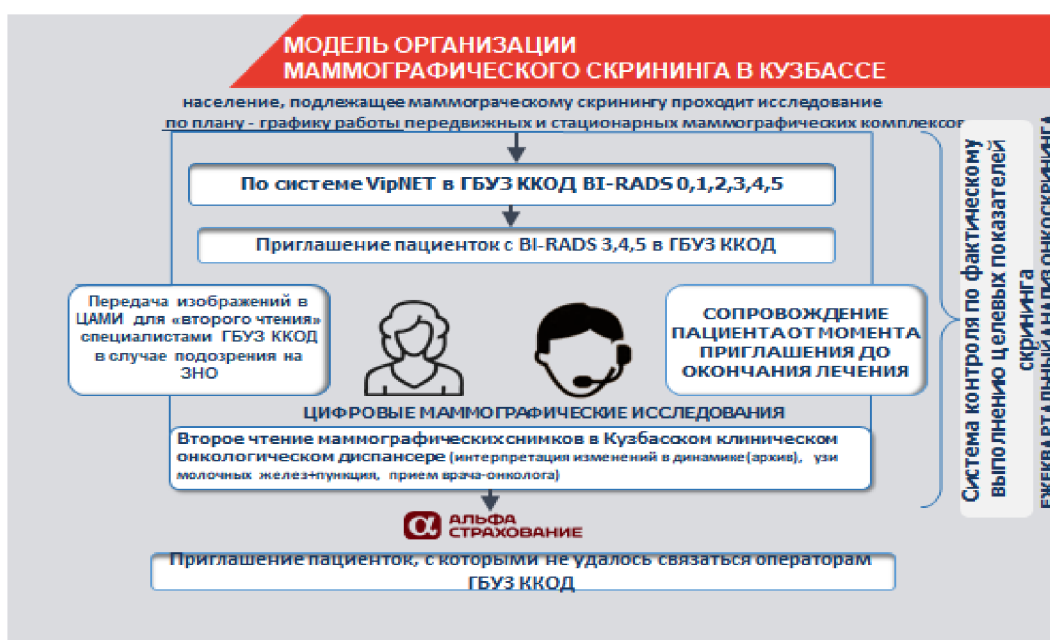 МОДЕЛЬ ОРГАНИЗАЦИИ
МАММОГРАФИЧЕСКОГО СКРИНИНГА В КУЗБАССЕ
население, подлежащее маммограческому скринингу проходит исследование
по плану - графику работы передвижных и стационарных маммографических комплексов
По системе VipNET в ГБУЗ ККОД BI-RADS 0,1,2,3,4,5
Приглашение пациенток с BI-RADS 3,4,5 в ГБУЗ ККОД
Передача изображений в
ЦАМИ для «второго чтения»
специалистами ГБУЗ ККОД
в случае подозрения на
ЗНО
СОПРОВОЖДЕНИЕ
ПАЦИЕНТА ОТ МОМЕНТА
ПРИГЛАШЕНИЯ ДО
ОКОНЧАНИЯ ЛЕЧЕНИЯ
ЦИФРОВЫЕ МАММОГРАФИЧЕСКИЕ ИССЛЕДОВАНИЯ
Второе чтение маммографических снимков в Кузбасском клиническом
онкологическом диспансере (интерпретация изменений в динамике(архив), узи
молочных желез+пункция, прием врача-онколога)
АЛЬФА
СТРАХОВАНИЕ
Приглашение пациенток, с которыми не удалось связаться операторам
ГБУЗ ККОД
Система контроля по фактическому
выполнению целевых показателей
скрининга
ЕЖЕКВАРТАЛЬНЫЙ АНАЛИЗ ОНКОСКРИНИНГА